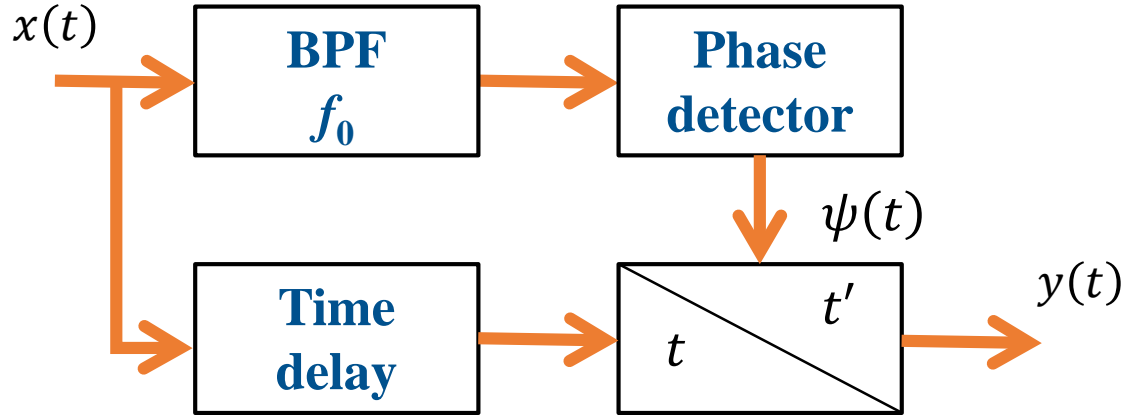 x(t)
BPF
f₀
Phase
detector
ψ(t)
Time
delay
t
t′
y(t)